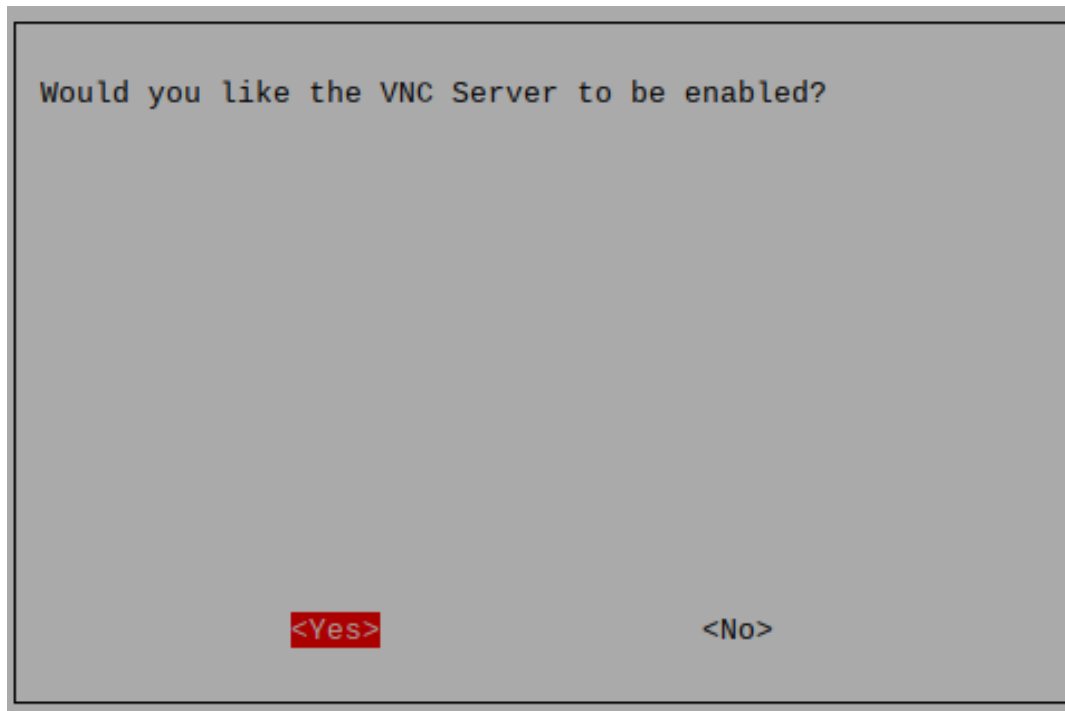 Would you like the VNC Server to be enabled?
<Yes> <No>